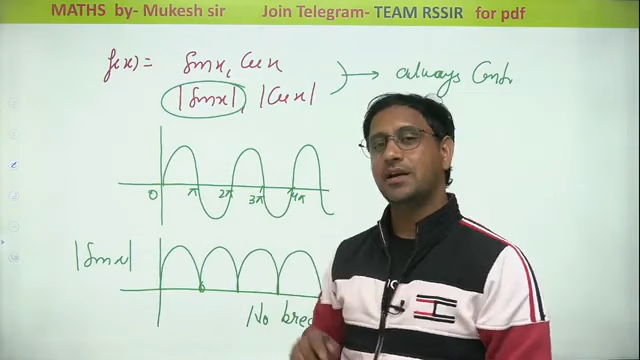 MATHS by- Mukesh sir Join Telegram- TEAM RSSIR for pdf
f(x) = sinx, cosx
|sinx|, |cosx| → always Cont
0 π 2π 3π 4π
|sinx|
No brea